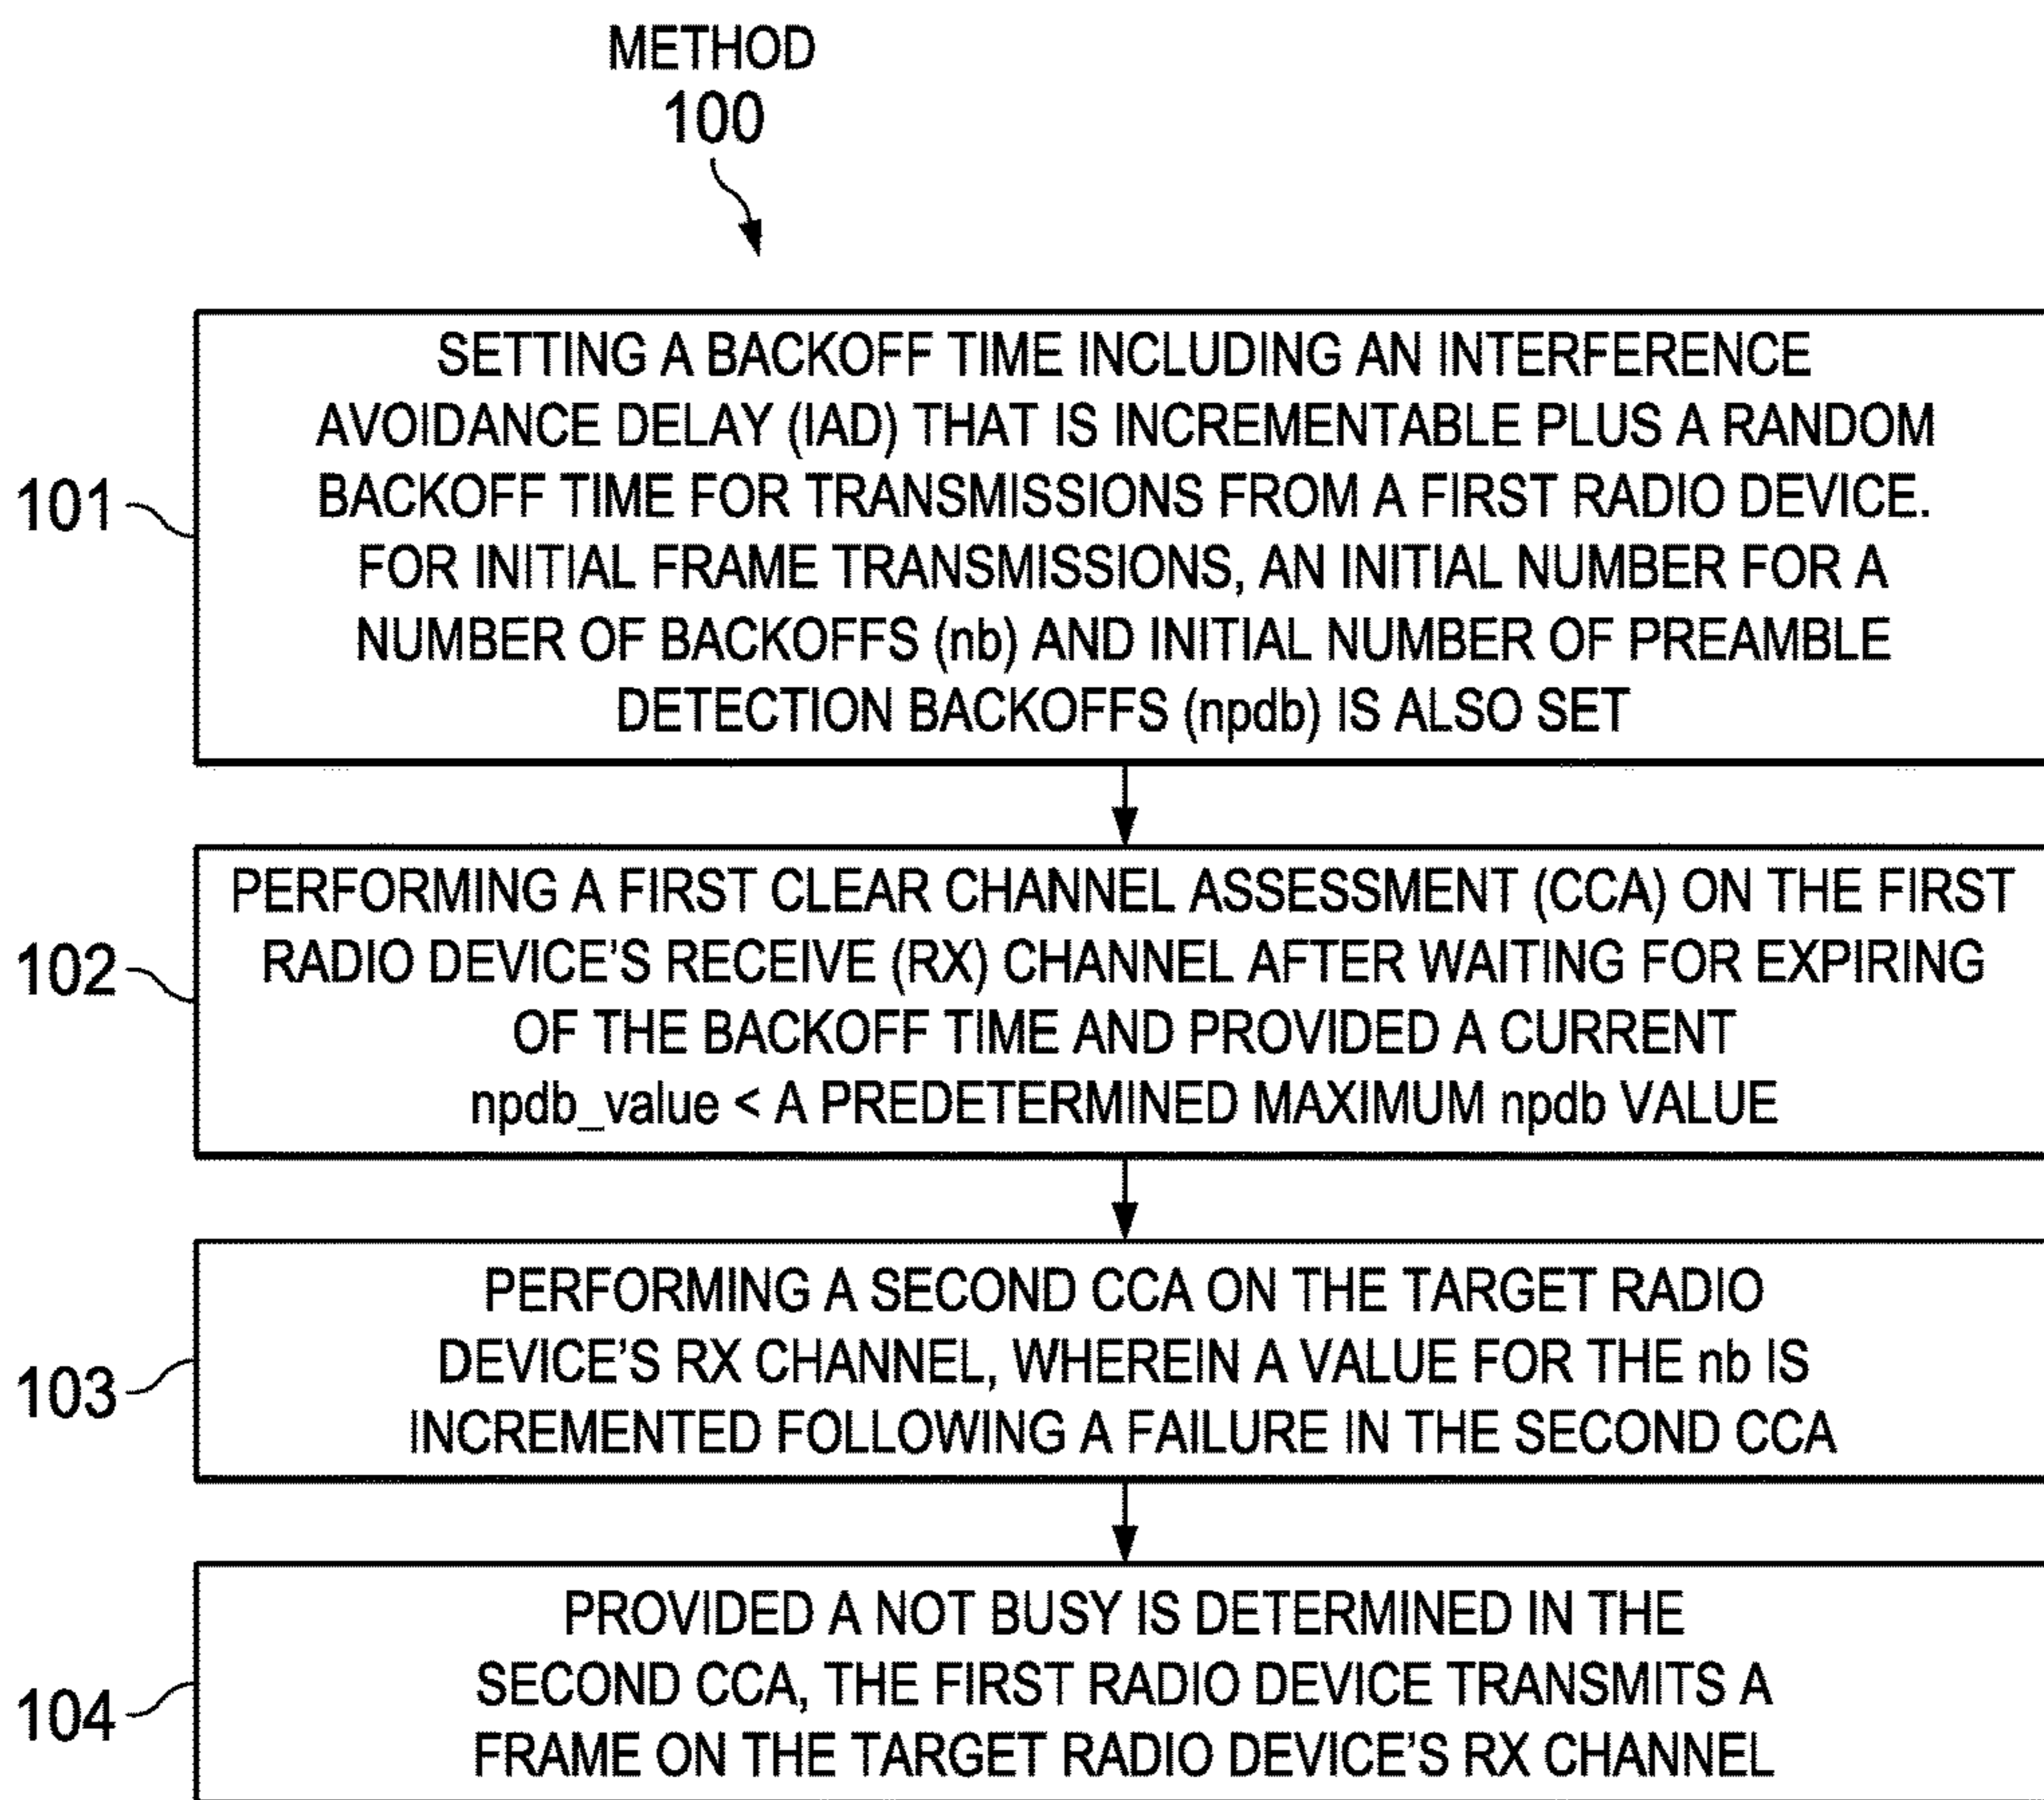 METHOD
100
SETTING A BACKOFF TIME INCLUDING AN INTERFERENCE
AVOIDANCE DELAY (IAD) THAT IS INCREMENTABLE PLUS A RANDOM
BACKOFF TIME FOR TRANSMISSIONS FROM A FIRST RADIO DEVICE.
FOR INITIAL FRAME TRANSMISSIONS, AN INITIAL NUMBER FOR A
NUMBER OF BACKOFFS (nb) AND INITIAL NUMBER OF PREAMBLE
DETECTION BACKOFFS (npdb) IS ALSO SET
101
PERFORMING A FIRST CLEAR CHANNEL ASSESSMENT (CCA) ON THE FIRST
RADIO DEVICE'S RECEIVE (RX) CHANNEL AFTER WAITING FOR EXPIRING
OF THE BACKOFF TIME AND PROVIDED A CURRENT
npdb_value < A PREDETERMINED MAXIMUM npdb VALUE
102
PERFORMING A SECOND CCA ON THE TARGET RADIO
DEVICE'S RX CHANNEL, WHEREIN A VALUE FOR THE nb IS
INCREMENTED FOLLOWING A FAILURE IN THE SECOND CCA
103
PROVIDED A NOT BUSY IS DETERMINED IN THE
SECOND CCA, THE FIRST RADIO DEVICE TRANSMITS A
FRAME ON THE TARGET RADIO DEVICE'S RX CHANNEL
104